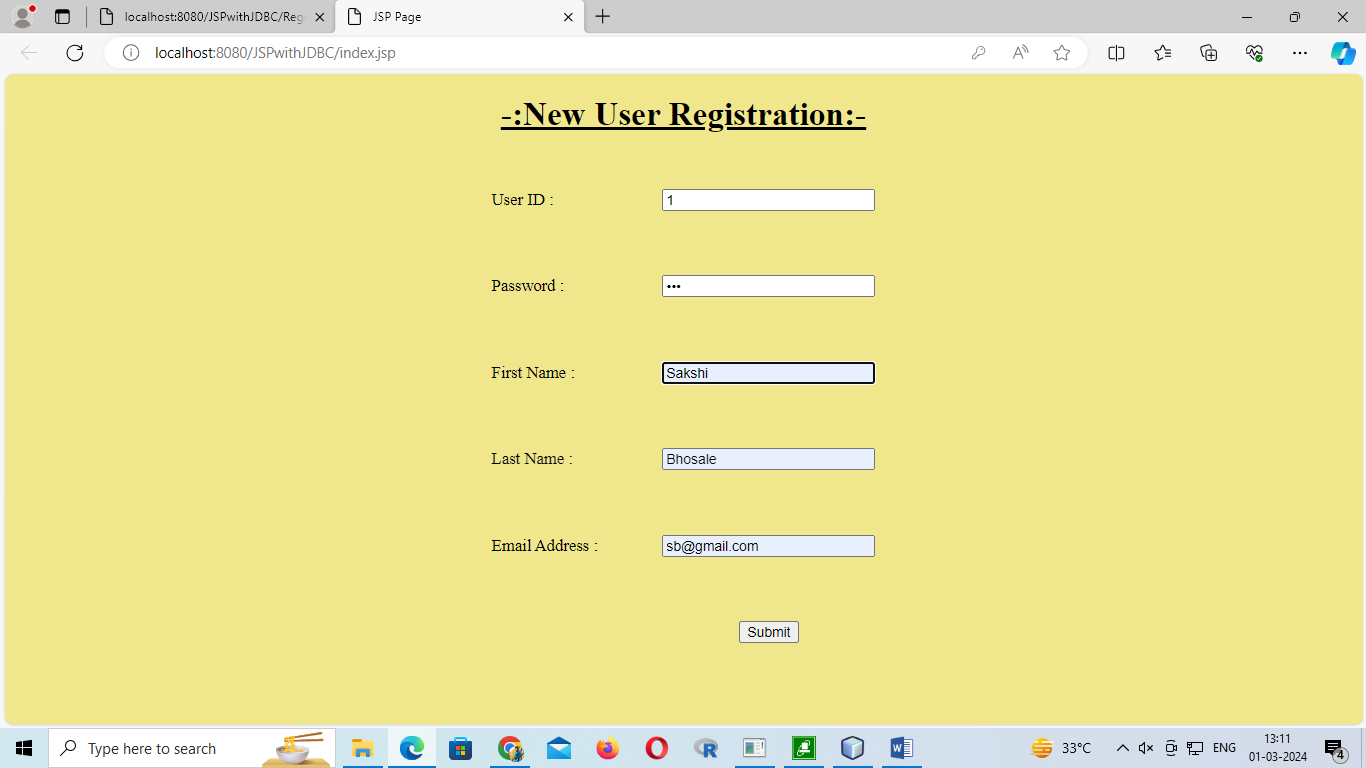 localhost:8080/JSPwithJDBC/Reg
JSP Page
localhost:8080/JSPwithJDBC/index.jsp
-:New User Registration:-
User ID : 1
Password : •••
First Name : Sakshi
Last Name : Bhosale
Email Address : sb@gmail.com
Submit
Type here to search
33°C
ENG
13:11
01-03-2024
4